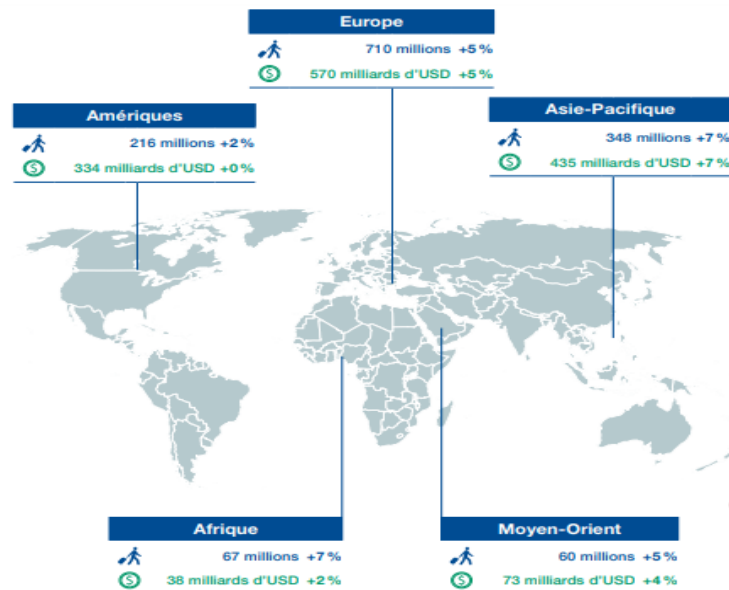 Europe
710 millions +5 %
570 milliards d'USD +5 %
Amériques
216 millions +2 %
334 milliards d'USD +0 %
Asie-Pacifique
348 millions +7 %
435 milliards d'USD +7 %
Afrique
67 millions +7 %
38 milliards d'USD +2 %
Moyen-Orient
60 millions +5 %
73 milliards d'USD +4 %